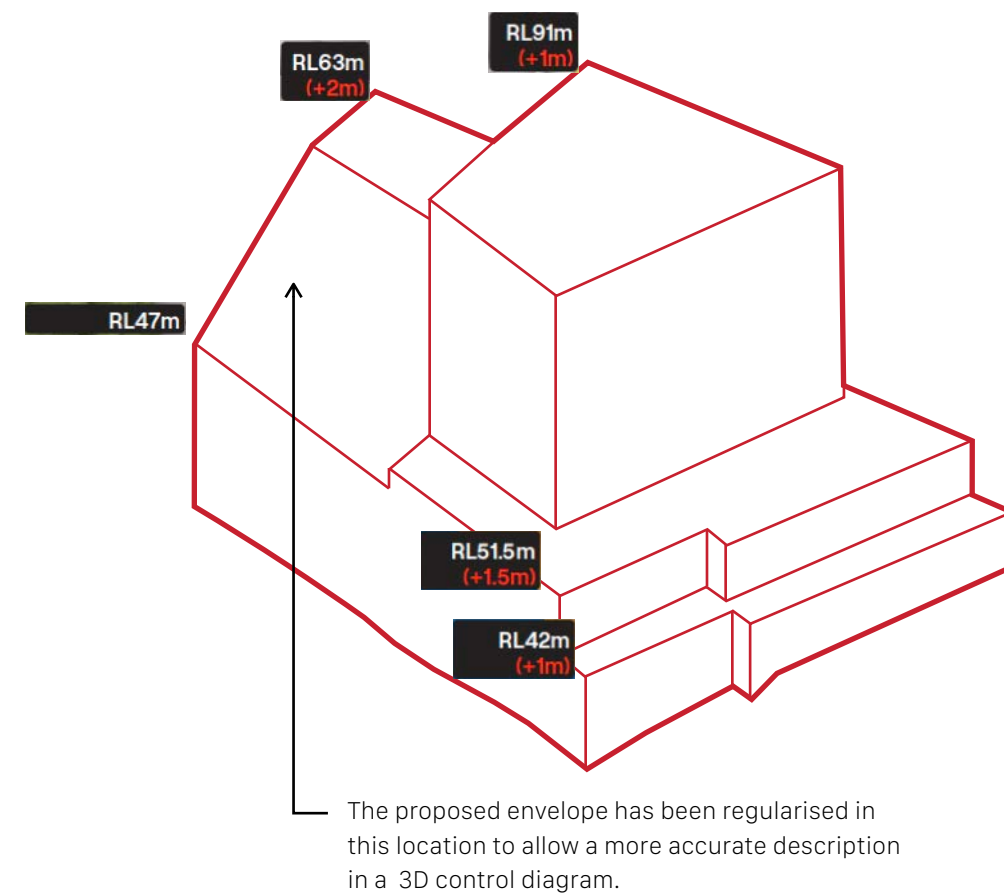 RL91m
(+1m)
RL63m
(+2m)
RL47m
RL51.5m
(+1.5m)
RL42m
(+1m)
The proposed envelope has been regularised in
this location to allow a more accurate description
in a 3D control diagram.